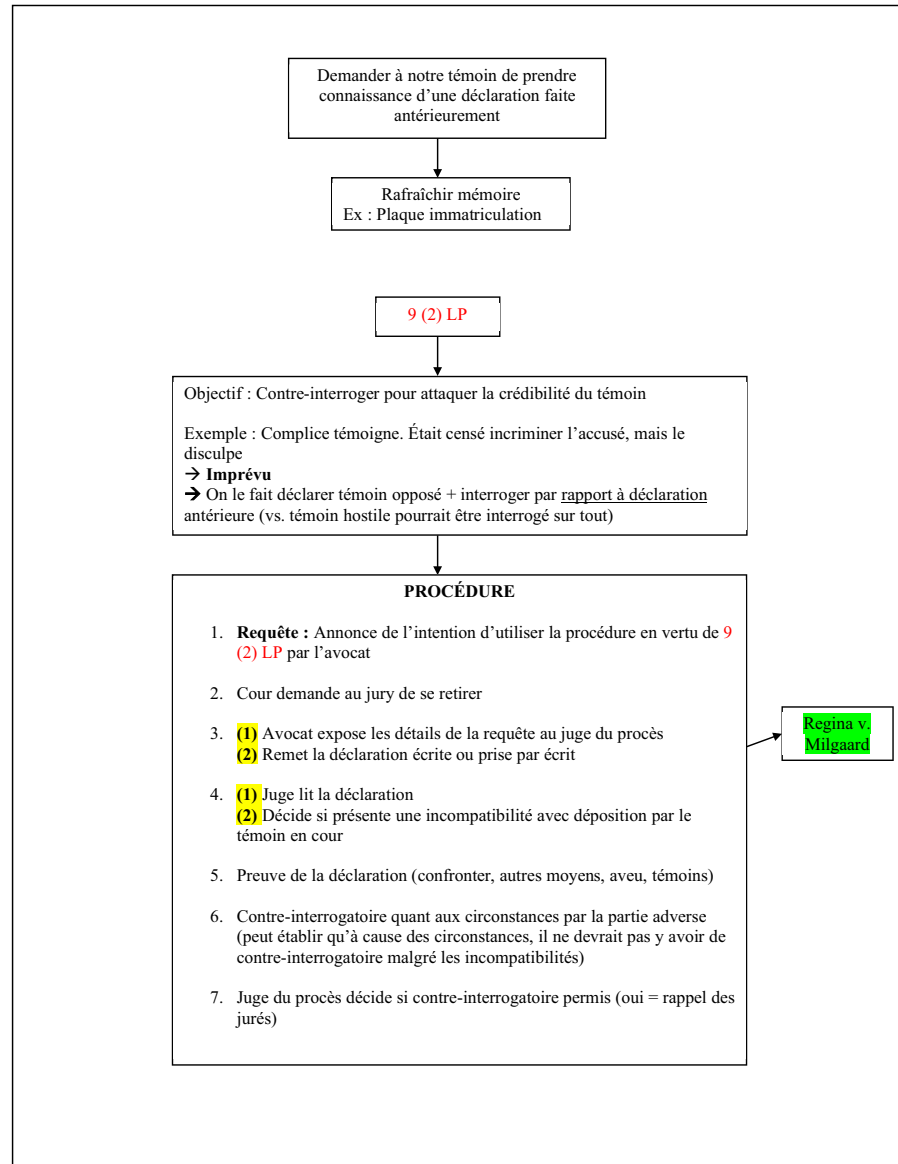 Demander à notre témoin de prendre
connaissance d'une déclaration faite
antérieurement
Rafraîchir mémoire
Ex : Plaque immatriculation
9 (2) LP
Objectif : Contre-interroger pour attaquer la crédibilité du témoin
Exemple : Complice témoigne. Était censé incriminer l'accusé, mais le
disculpe
→ Imprévu
→ On le fait déclarer témoin opposé + interroger par rapport à déclaration
antérieure (vs. témoin hostile pourrait être interrogé sur tout)
PROCÉDURE
1. Requête : Annonce de l'intention d'utiliser la procédure en vertu de 9
(2) LP par l'avocat
2. Cour demande au jury de se retirer
3. (1) Avocat expose les détails de la requête au juge du procès
(2) Remet la déclaration écrite ou prise par écrit
4. (1) Juge lit la déclaration
(2) Décide si présente une incompatibilité avec déposition par le
témoin en cour
5. Preuve de la déclaration (confronter, autres moyens, aveu, témoins)
6. Contre-interrogatoire quant aux circonstances par la partie adverse
(peut établir qu'à cause des circonstances, il ne devrait pas y avoir de
contre-interrogatoire malgré les incompatibilités)
7. Juge du procès décide si contre-interrogatoire permis (oui = rappel des
jurés)
Regina v.
Milgaard